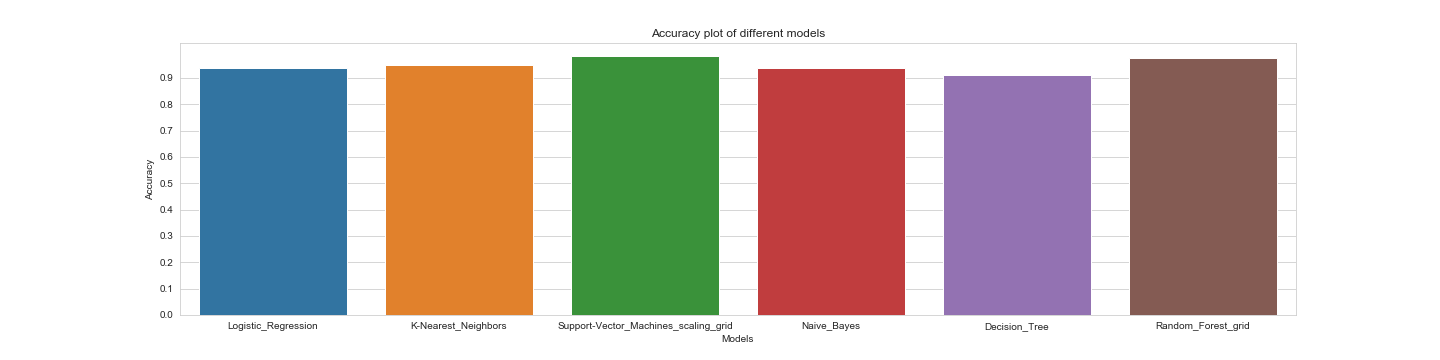 Accuracy plot of different models
Accuracy
0.9
0.8
0.7
0.6
0.5
0.4
0.3
0.2
0.1
0.0
Logistic_Regression
K-Nearest_Neighbors
Support-Vector_Machines_scaling_grid
Naive_Bayes
Decision_Tree
Random_Forest_grid
Models